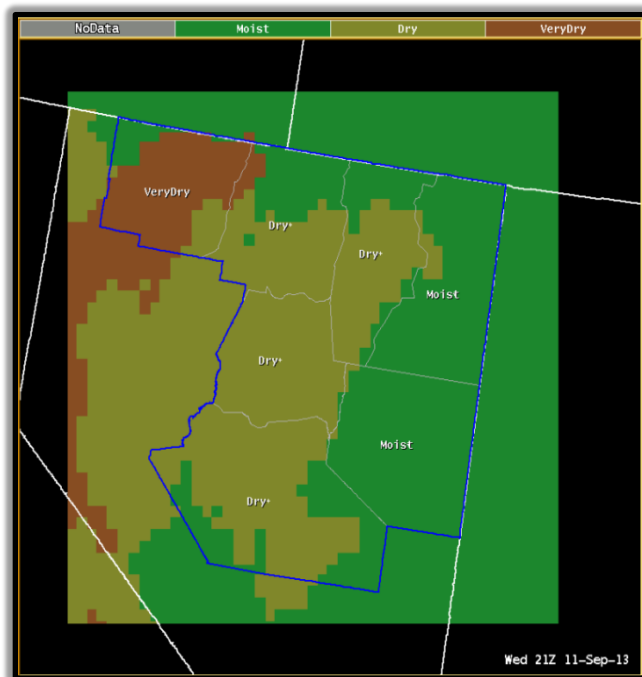 NoData Moist Dry VeryDry
VeryDry
Dry*
Dry*
Moist
Dry*
Moist
Dry*
Wed 21Z 11-Sep-13